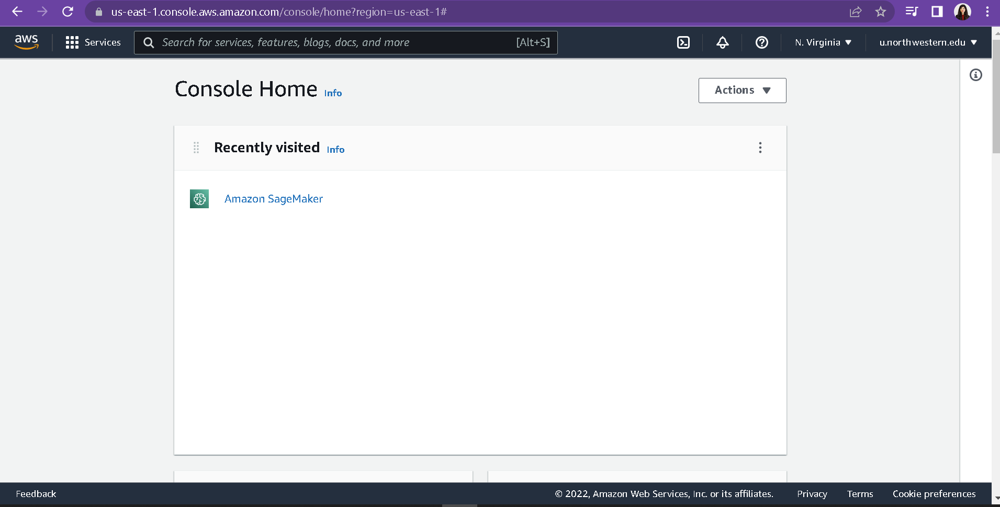 us-east-1.console.aws.amazon.com/console/home?region=us-east-1#
aws
Services
Search for services, features, blogs, docs, and more [Alt+S]
N. Virginia
u.northwestern.edu
Console Home Info
Actions
Recently visited Info
Amazon SageMaker
Feedback
© 2022, Amazon Web Services, Inc. or its affiliates. Privacy Terms Cookie preferences